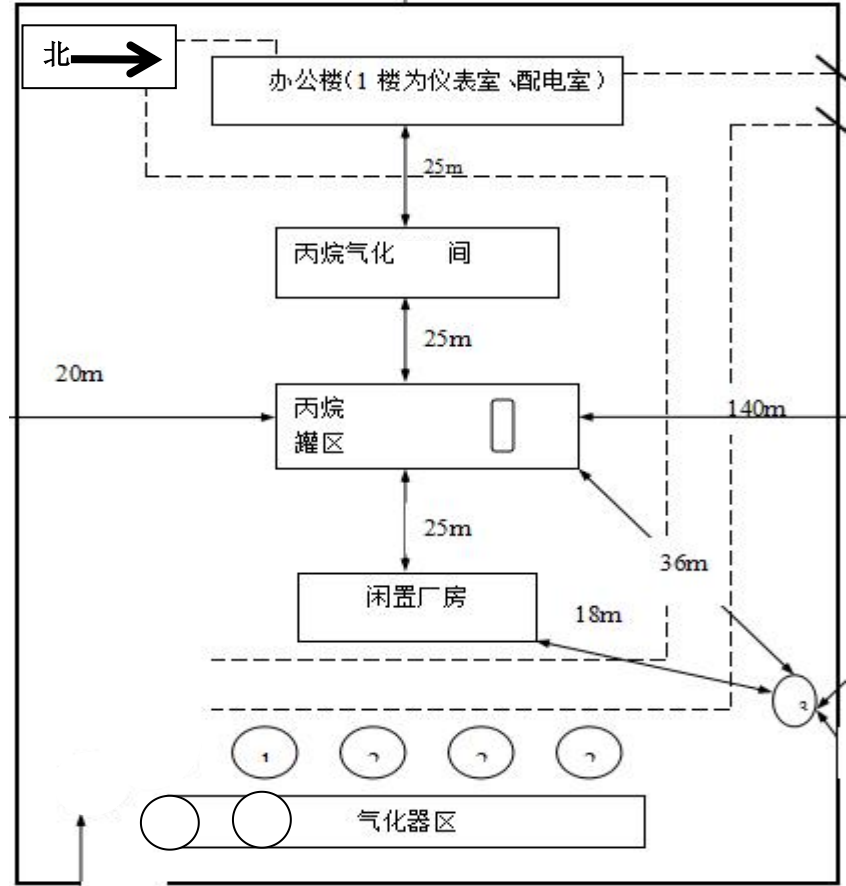 北
办公楼(1 楼为仪表室、配电室)
25m
丙烷气化 间
25m
20m
丙烷
罐区
140m
25m
36m
闲置厂房
18m
气化器区